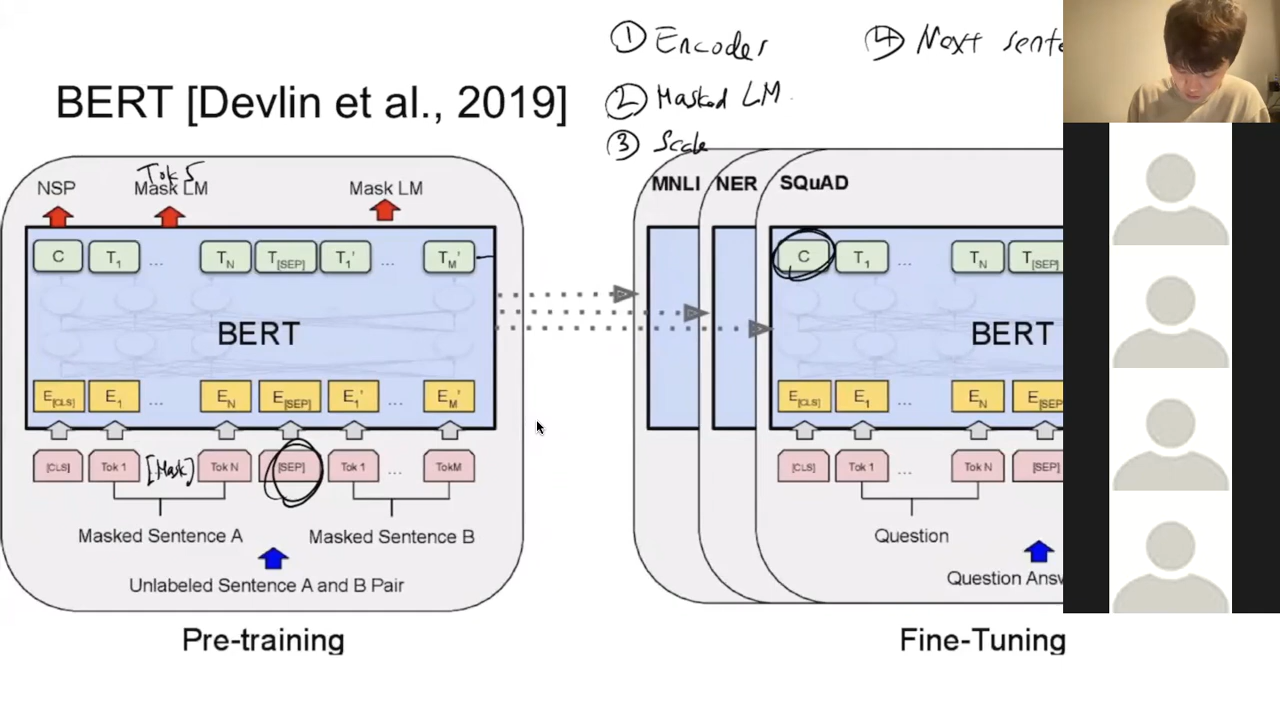 ① Encoder
④ Next sente
BERT [Devlin et al., 2019]
② Masked LM
③ Scale
Tok 5
NSP
Mask LM
Mask LM
MNLI
NER
SQuAD
C T1 ... TN T[SEP] T1' ... TM'
C T1 ... TN T[SEP]
BERT
BERT
E[CLS] E1 ... EN E[SEP] E1' ... EM'
E[CLS] E1 ... EN E[SEP
[CLS] Tok 1 [Mask] Tok N [SEP] Tok 1 ... TokM
[CLS] Tok 1 ... Tok N [SEP]
Masked Sentence A
Masked Sentence B
Question
Unlabeled Sentence A and B Pair
Question Answ
Pre-training
Fine-Tuning